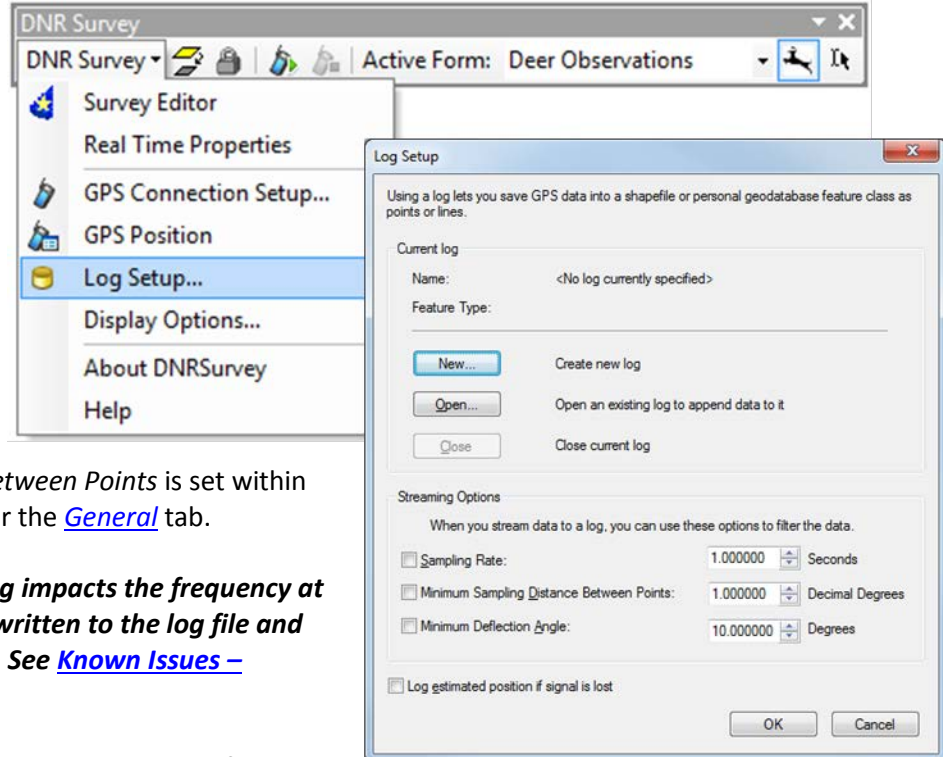 DNR Survey
DNR Survey Active Form: Deer Observations
Survey Editor
Real Time Properties
GPS Connection Setup...
GPS Position
Log Setup...
Display Options...
About DNRSurvey
Help
Log Setup
Using a log lets you save GPS data into a shapefile or personal geodatabase feature class as
points or lines.
Current log
Name: <No log currently specified>
Feature Type:
New... Create new log
Open... Open an existing log to append data to it
Close Close current log
Streaming Options
When you stream data to a log, you can use these options to filter the data.
Sampling Rate: 1.000000 Seconds
Minimum Sampling Distance Between Points: 1.000000 Decimal Degrees
Minimum Deflection Angle: 10.000000 Degrees
Log estimated position if signal is lost
OK Cancel
etween Points is set within
r the General tab.
g impacts the frequency at
written to the log file and
See Known Issues –